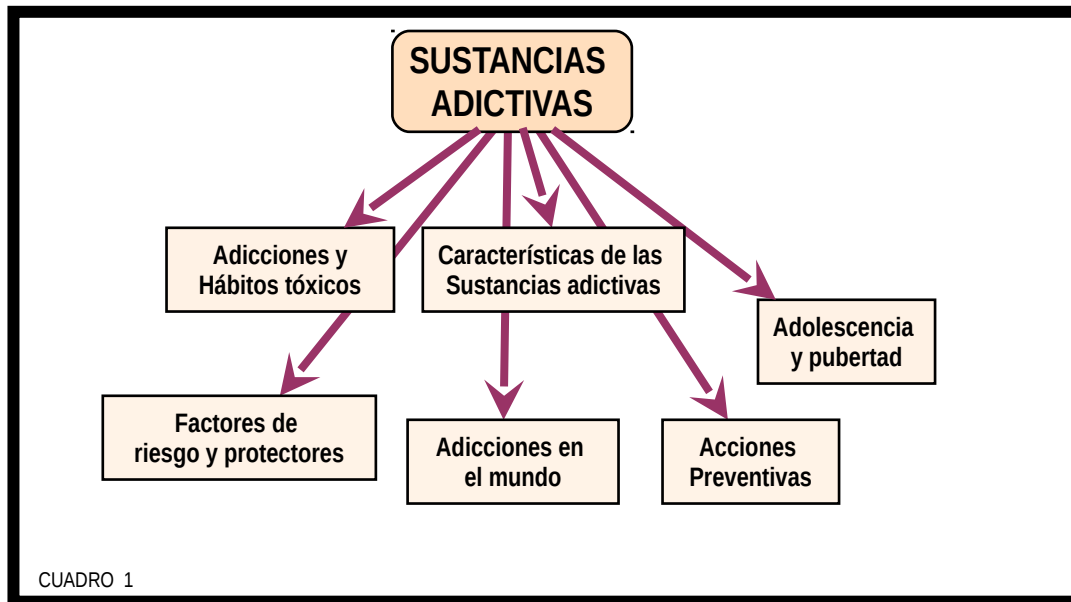 SUSTANCIAS
ADICTIVAS
Adicciones y
Hábitos tóxicos
Características de las
Sustancias adictivas
Adolescencia
y pubertad
Factores de
riesgo y protectores
Adicciones en
el mundo
Acciones
Preventivas
CUADRO 1